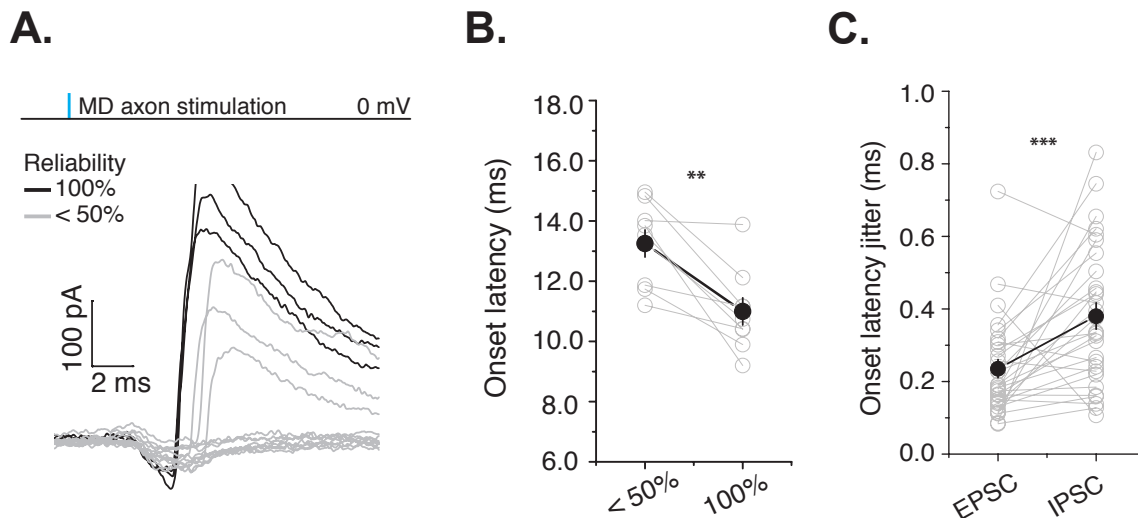 A.
MD axon stimulation 0 mV
Reliability
100%
< 50%
100 pA
2 ms
B.
Onset latency (ms)
18.0
16.0
14.0
12.0
10.0
8.0
6.0
**
< 50%
100%
C.
Onset latency jitter (ms)
1.0
0.8
0.6
0.4
0.2
0.0
***
EPSC
IPSC